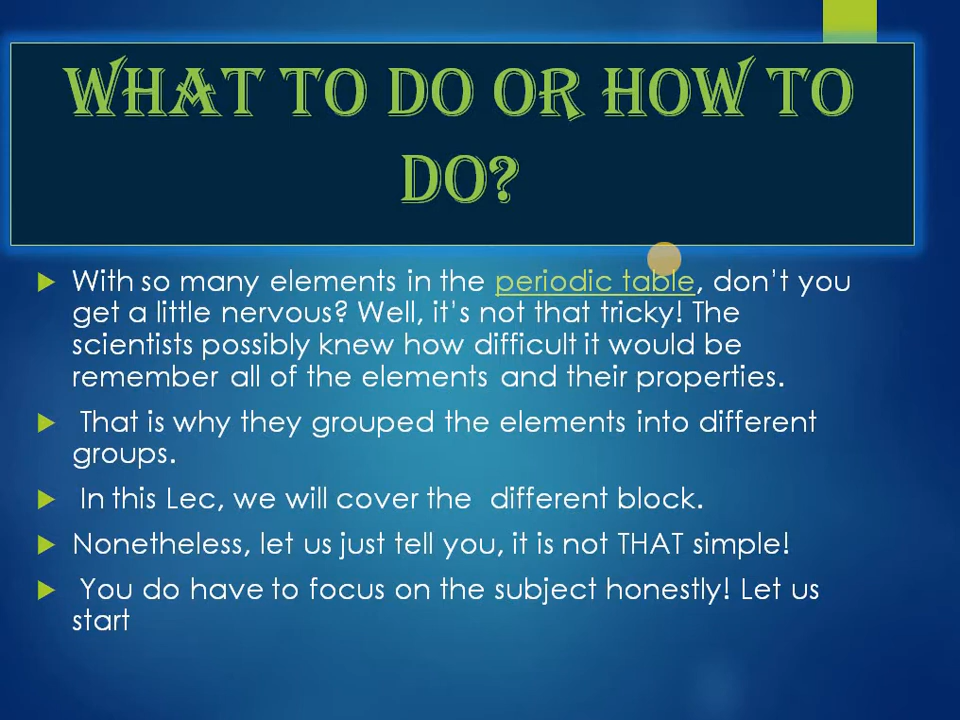 WHAT TO DO OR HOW TO
DO?
With so many elements in the periodic table, don't you
get a little nervous? Well, it's not that tricky! The
scientists possibly knew how difficult it would be
remember all of the elements and their properties.
That is why they grouped the elements into different
groups.
In this Lec, we will cover the different block.
Nonetheless, let us just tell you, it is not THAT simple!
You do have to focus on the subject honestly! Let us
start